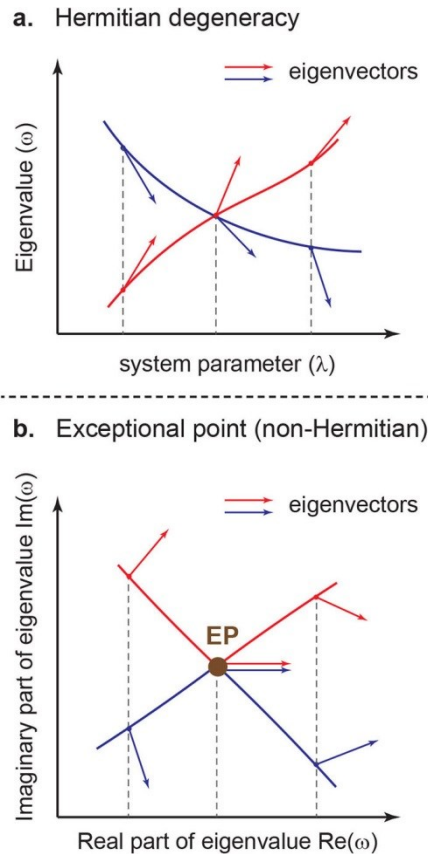 a. Hermitian degeneracy
eigenvectors
Eigenvalue (ω)
system parameter (λ)
b. Exceptional point (non-Hermitian)
eigenvectors
Imaginary part of eigenvalue Im(ω)
EP
Real part of eigenvalue Re(ω)